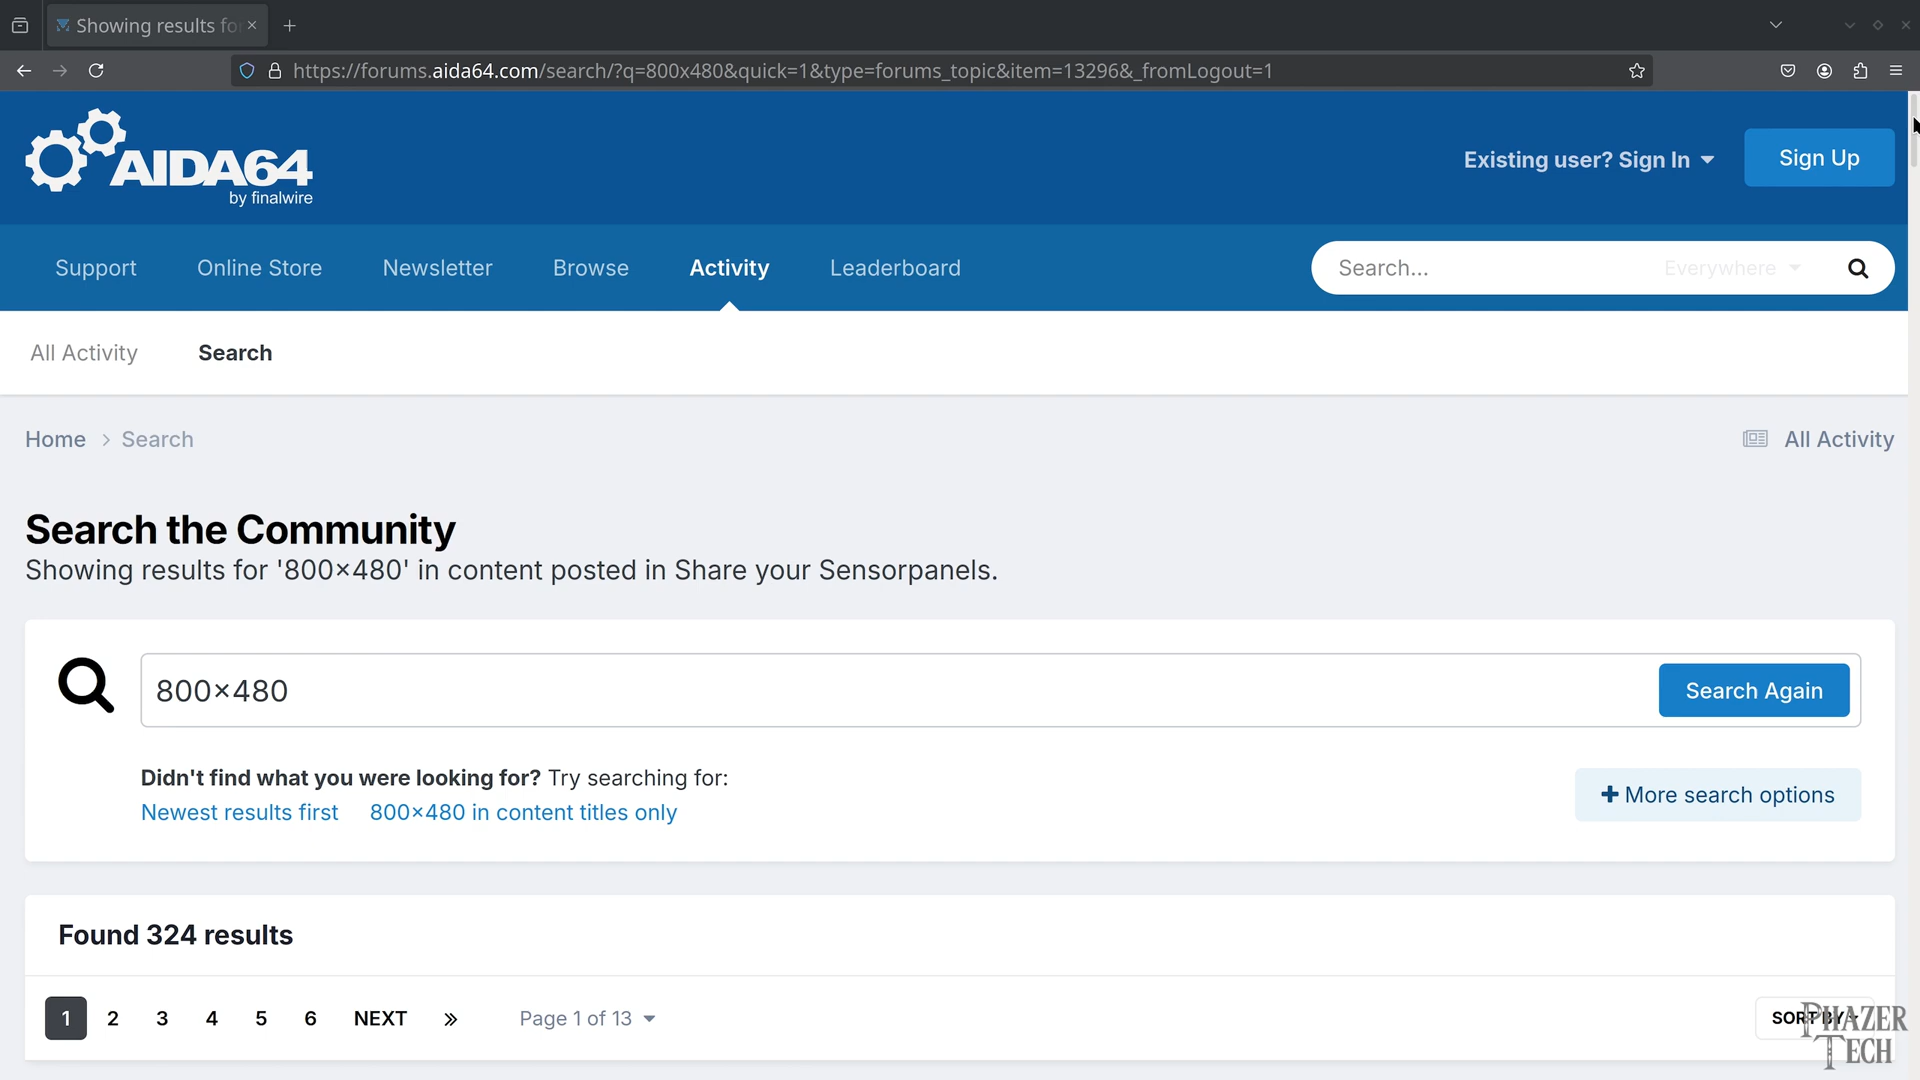 Showing results fo
https://forums.aida64.com/search/?q=800x480&quick=1&type=forums_topic&item=13296&_fromLogout=1
AIDA64
by finalwire
Existing user? Sign In
Sign Up
Support
Online Store
Newsletter
Browse
Activity
Leaderboard
Search...
Everywhere
All Activity
Search
Home
Search
All Activity
Search the Community
Showing results for '800×480' in content posted in Share your Sensorpanels.
800×480
Search Again
Didn't find what you were looking for? Try searching for:
Newest results first
800×480 in content titles only
+ More search options
Found 324 results
1 2 3 4 5 6 NEXT »
Page 1 of 13
SORT BY
PHAZER
TECH